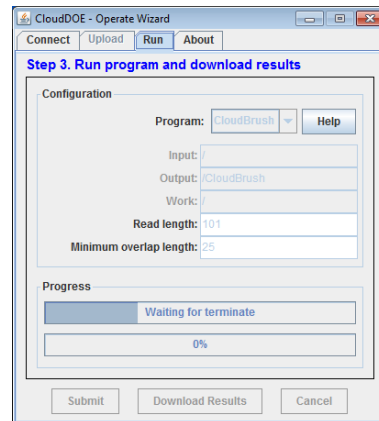 CloudDOE - Operate Wizard
Connect Upload Run About
Step 3. Run program and download results
Configuration
Program: CloudBrush Help
Input: /
Output: /CloudBrush
Work: /
Read length: 101
Minimum overlap length: 25
Progress
Waiting for terminate
0%
Submit Download Results Cancel